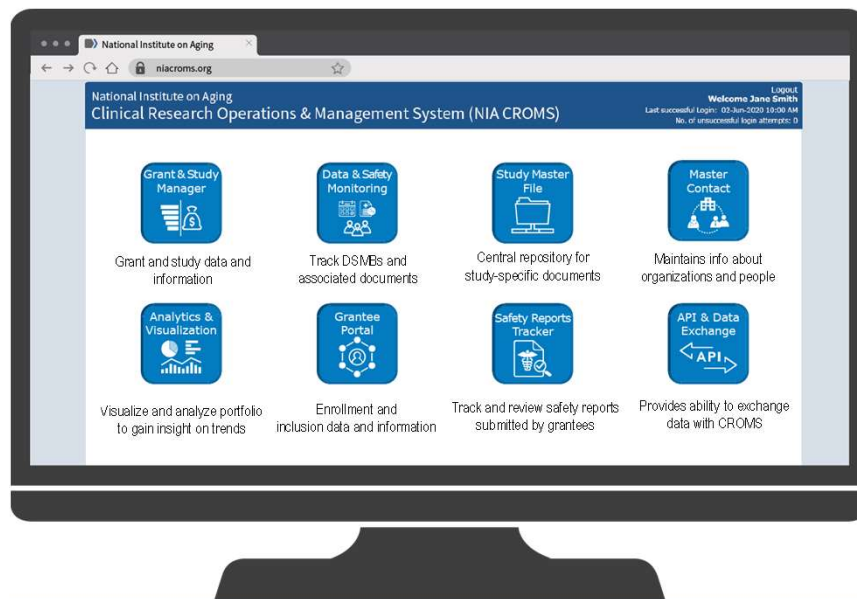 National Institute on Aging
niacroms.org
National Institute on Aging
Clinical Research Operations & Management System (NIA CROMS)
Logout
Welcome Jane Smith
Last successful Login: 02-Jun-2020 10:00 AM
No. of unsuccessful login attempts: 0
Grant & Study
Manager
Grant and study data and
information
Data & Safety
Monitoring
Track DSMBs and
associated documents
Study Master
File
Central repository for
study-specific documents
Master
Contact
Maintains info about
organizations and people
Analytics &
Visualization
Visualize and analyze portfolio
to gain insight on trends
Grantee
Portal
Enrollment and
inclusion data and information
Safety Reports
Tracker
Track and review safety reports
submitted by grantees
API & Data
Exchange
API
Provides ability to exchange
data with CROMS